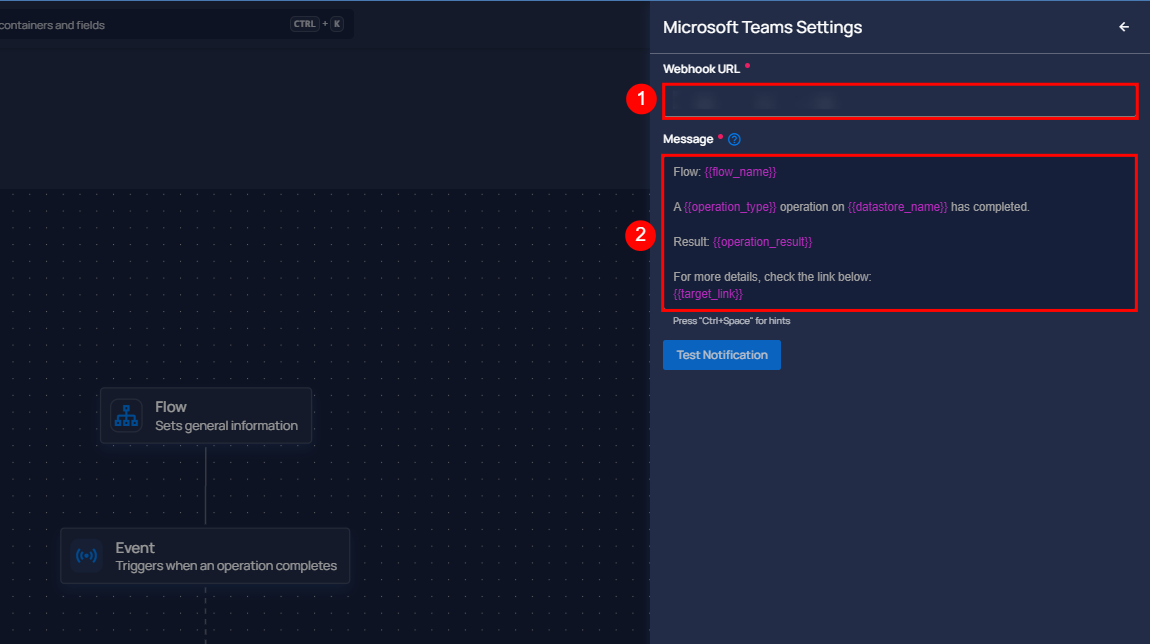 containers and fields
CTRL + K
Microsoft Teams Settings
Webhook URL *
1
Message *
2
Flow: {{flow_name}}
A {{operation_type}} operation on {{datastore_name}} has completed.
Result: {{operation_result}}
For more details, check the link below:
{{target_link}}
Press "Ctrl+Space" for hints
Test Notification
Flow
Sets general information
Event
Triggers when an operation completes